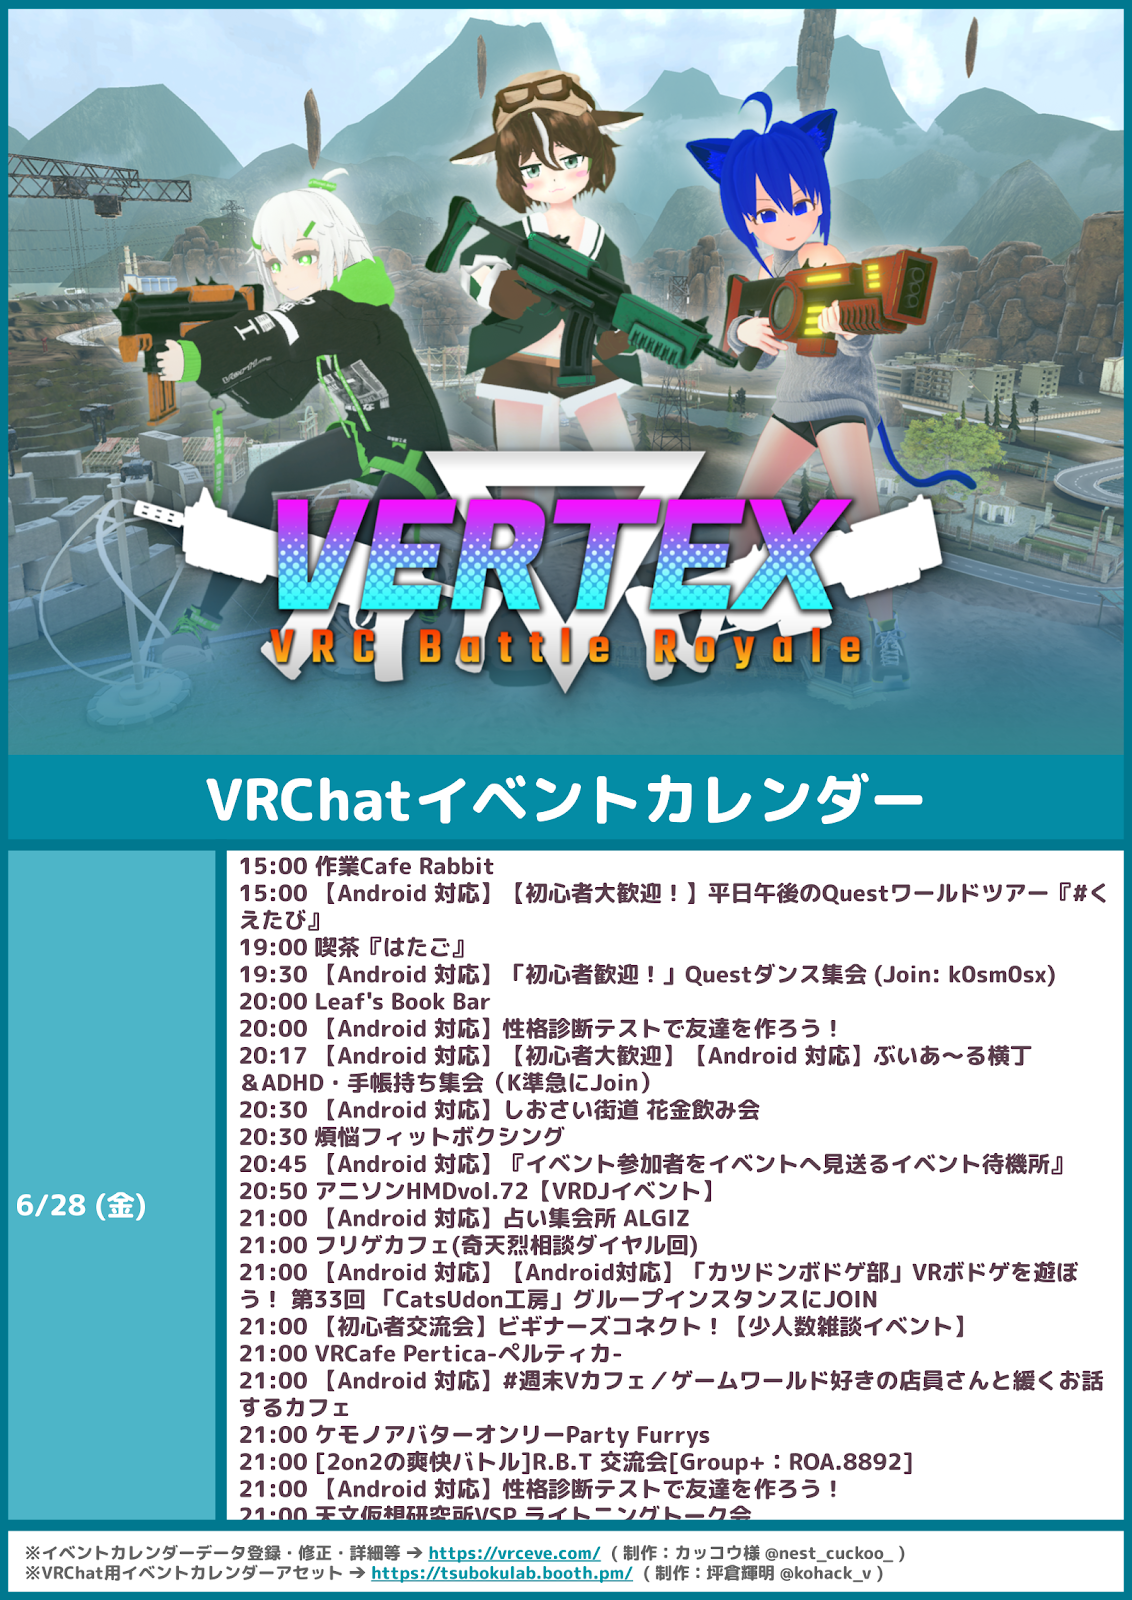 VERTEX
VRC Battle Royale
VRChatイベントカレンダー
6/28 (金)
15:00 作業Cafe Rabbit
15:00 【Android 対応】【初心者大歓迎！】平日午後のQuestワールドツアー『#く
えたび』
19:00 喫茶『はたご』
19:30 【Android 対応】「初心者歓迎！」Questダンス集会 (Join: k0sm0sx)
20:00 Leaf's Book Bar
20:00 【Android 対応】性格診断テストで友達を作ろう！
20:17 【Android 対応】【初心者大歓迎】【Android 対応】ぶいあ～る横丁
＆ADHD・手帳持ち集会（K準急にJoin）
20:30 【Android 対応】しおさい街道 花金飲み会
20:30 煩悩フィットボクシング
20:45 【Android 対応】『イベント参加者をイベントへ見送るイベント待機所』
20:50 アニソンHMDvol.72【VRDJイベント】
21:00 【Android 対応】占い集会所 ALGIZ
21:00 フリゲカフェ(奇天烈相談ダイヤル回)
21:00 【Android 対応】【Android対応】「カツドンボドゲ部」VRボドゲを遊ぼ
う！ 第33回 「CatsUdon工房」グループインスタンスにJOIN
21:00 【初心者交流会】ビギナーズコネクト！【少人数雑談イベント】
21:00 VRCafe Pertica-ペルティカ-
21:00 【Android 対応】#週末Vカフェ／ゲームワールド好きの店員さんと緩くお話
するカフェ
21:00 ケモノアバターオンリーParty Furrys
21:00 [2on2の爽快バトル]R.B.T 交流会[Group+：ROA.8892]
21:00 【Android 対応】性格診断テストで友達を作ろう！
21:00 天文仮想研究所VSP ライトニングトーク会
※イベントカレンダーデータ登録・修正・詳細等 → https://vrceve.com/ ( 制作：カッコウ様 @nest_cuckoo_ )
※VRChat用イベントカレンダーアセット → https://tsubokulab.booth.pm/ ( 制作：坪倉輝明 @kohack_v )